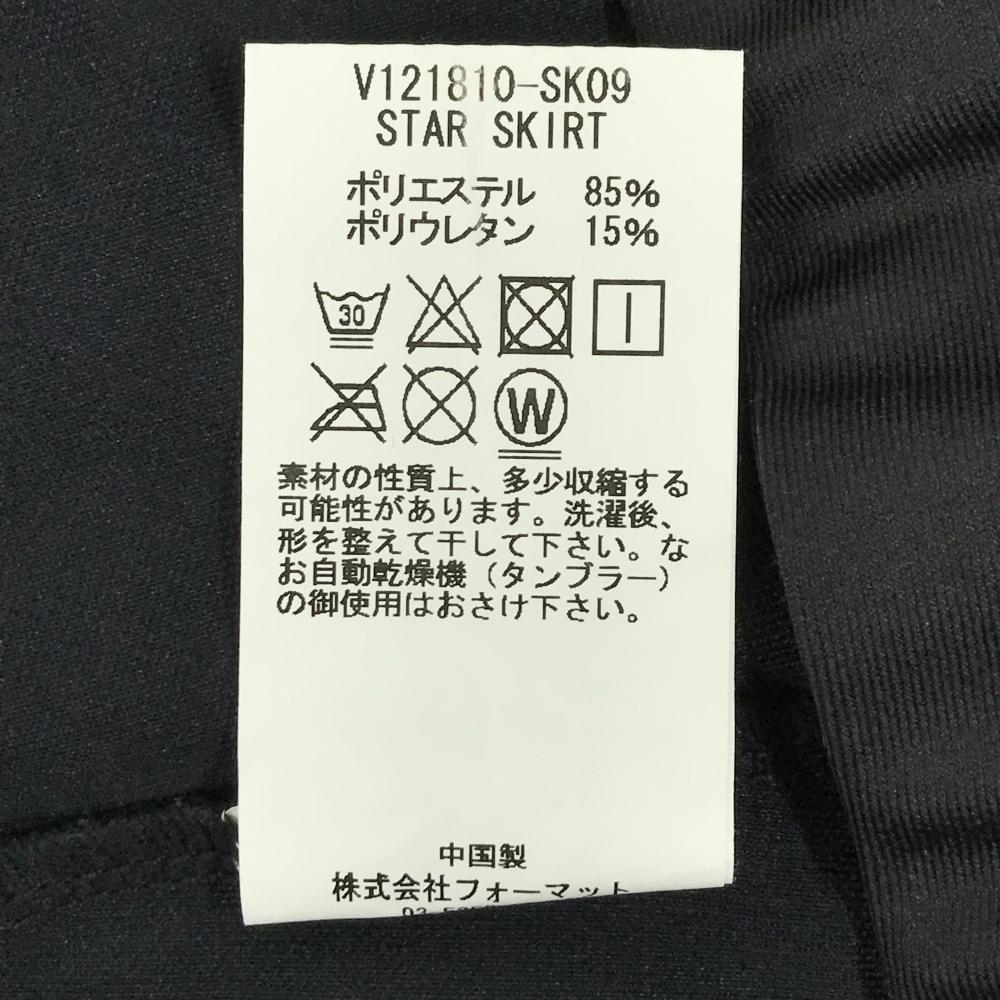 V121810-SK09
STAR SKIRT
ポリエステル 85%
ポリウレタン 15%
30
W
素材の性質上、多少収縮する
可能性があります。洗濯後、
形を整えて干して下さい。な
お自動乾燥機（タンブラー）
の御使用はおさけ下さい。
中国製
株式会社フォーマット